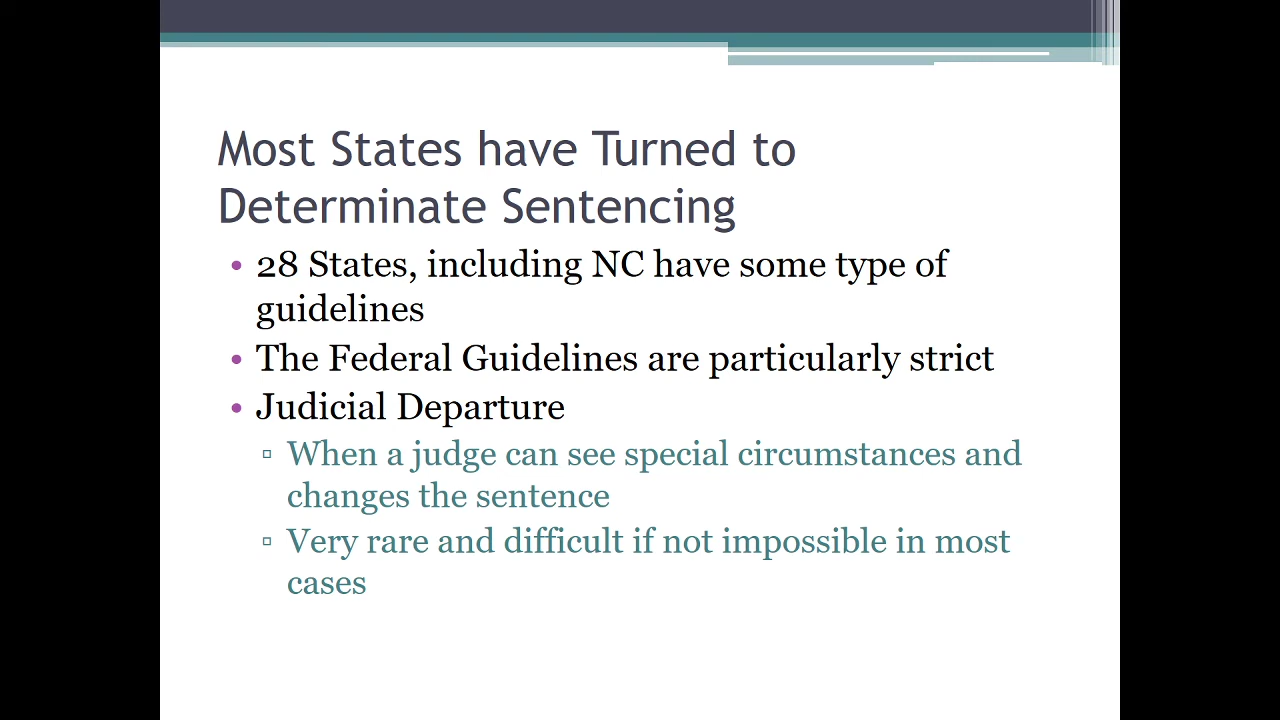 Most States have Turned to
Determinate Sentencing
• 28 States, including NC have some type of
guidelines
• The Federal Guidelines are particularly strict
• Judicial Departure
▫ When a judge can see special circumstances and
changes the sentence
▫ Very rare and difficult if not impossible in most
cases